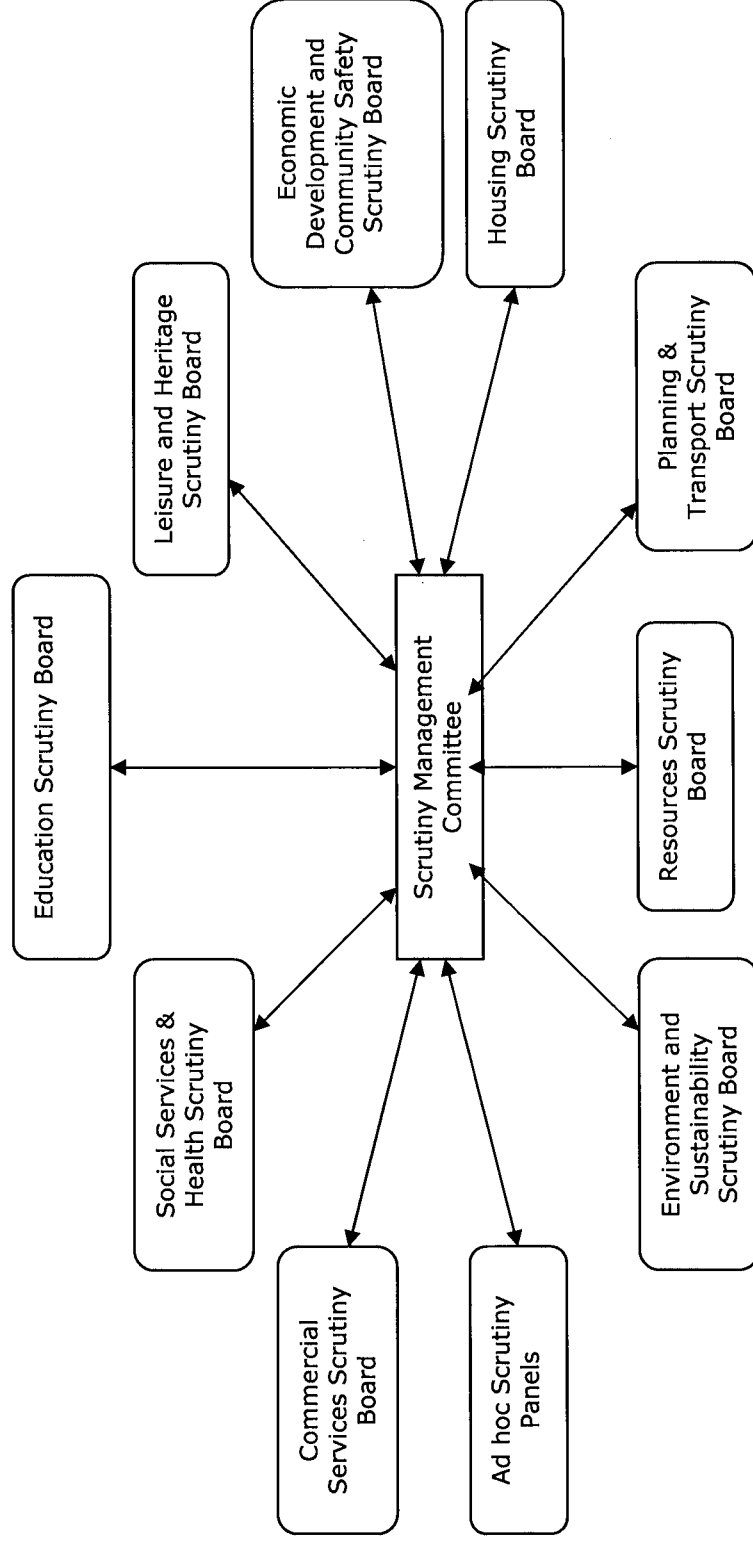 Education Scrutiny Board
Social Services &
Health Scrutiny
Board
Leisure and Heritage
Scrutiny Board
Commercial
Services Scrutiny
Board
Economic
Development and
Community Safety
Scrutiny Board
Scrutiny Management
Committee
Ad hoc Scrutiny
Panels
Housing Scrutiny
Board
Environment and
Sustainability
Scrutiny Board
Resources Scrutiny
Board
Planning &
Transport Scrutiny
Board